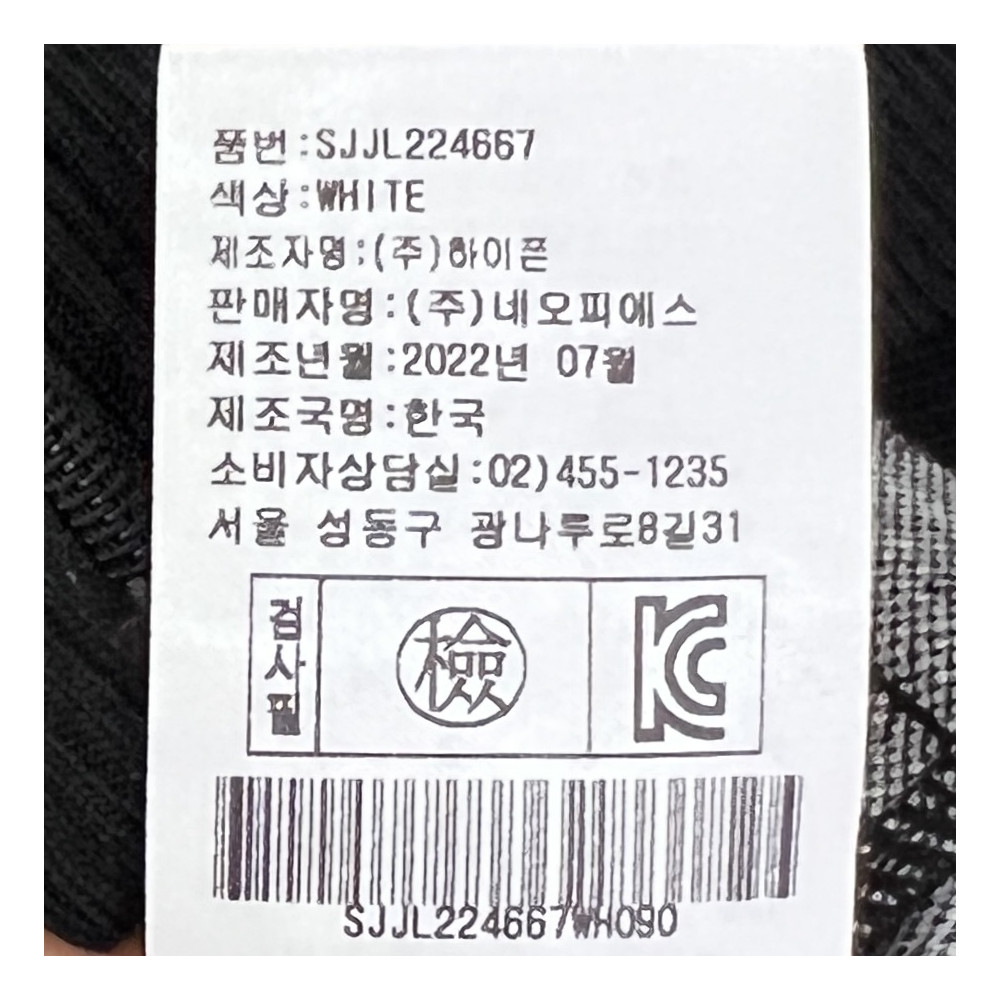 품번:SJJL224667
색상:WHITE
제조자명:(주)하이픈
판매자명:(주)네오피에스
제조년월:2022년 07월
제조국명:한국
소비자상담실:02)455-1235
서울 성동구 광나루로8길31
검사필
檢
KC
SJJL224667WH090